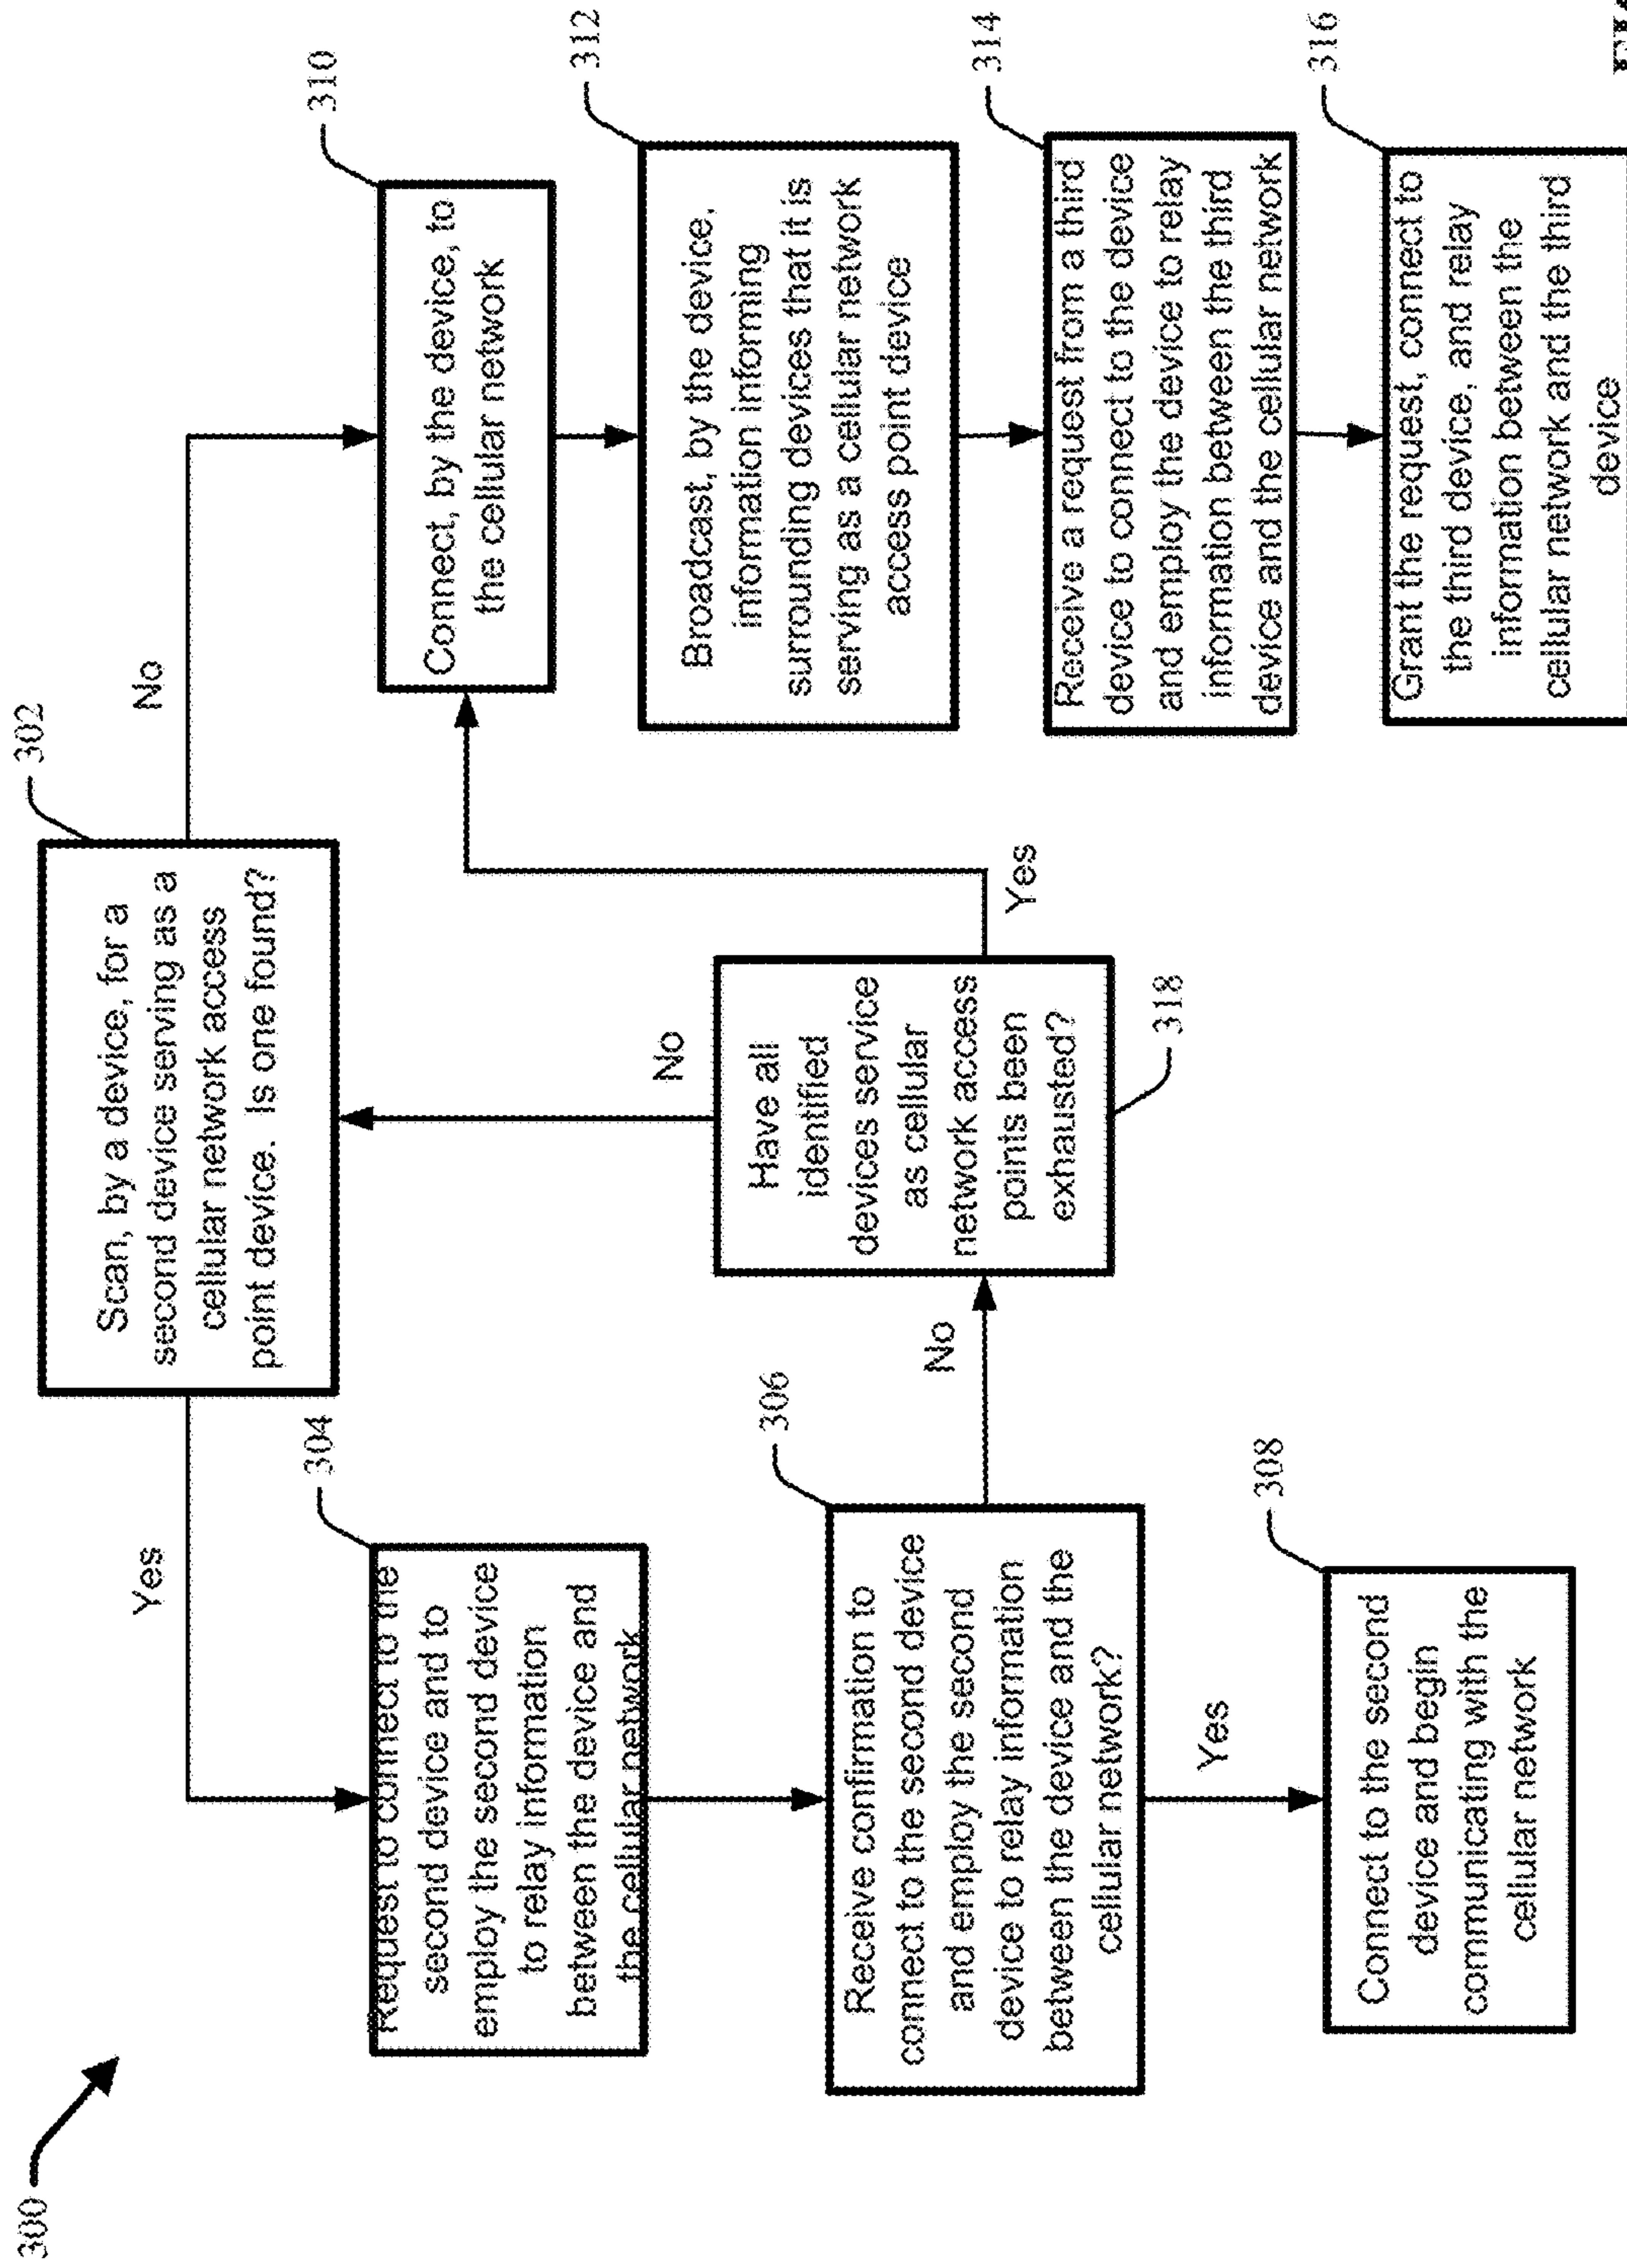 300
302
Scan, by a device, for a
second device serving as a
cellular network access
point device. Is one found?
Yes
No
304
Request to connect to the
second device and to
employ the second device
to relay information
between the device and
the cellular network
306
Receive confirmation to
connect to the second device
and employ the second
device to relay information
between the device and the
cellular network?
No
Yes
308
Connect to the second
device and begin
communicating with the
cellular network
No
Have all
identified
devices service
as cellular
network access
points been
exhausted?
318
Yes
310
Connect, by the device, to
the cellular network
312
Broadcast, by the device,
information informing
surrounding devices that it is
serving as a cellular network
access point device
314
Receive a request from a third
device to connect to the device
and employ the device to relay
information between the third
device and the cellular network
316
Grant the request, connect to
the third device, and relay
information between the
cellular network and the third
device